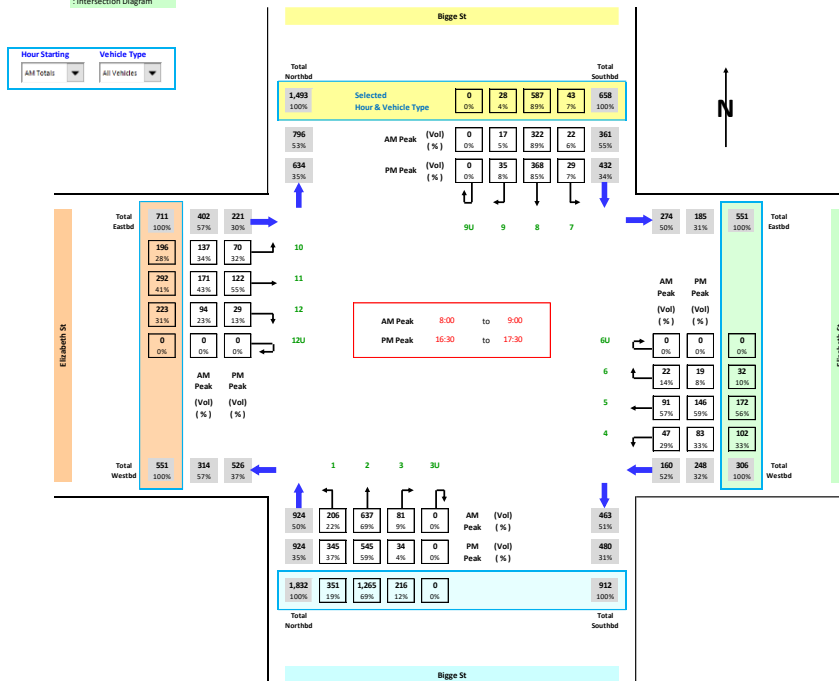 : Intersection Diagram
Bigge St
Hour Starting Vehicle Type
AM Totals All Vehicles
N
Total Northbd
Total Southbd
1,493 100% Selected Hour & Vehicle Type 0 0% 28 4% 587 89% 43 7% 658 100%
796 53% AM Peak (Vol) (%) 0 0% 17 5% 322 89% 22 6% 361 55%
634 35% PM Peak (Vol) (%) 0 0% 35 8% 368 85% 29 7% 432 34%
9U 9 8 7
Elizabeth St
Total Eastbd 711 100% 402 57% 221 30%
196 28% 137 34% 70 32% 10
292 41% 171 43% 122 55% 11
223 31% 94 23% 29 13% 12
0 0% 0 0% 0 0% 12U
AM Peak (Vol) (%) PM Peak (Vol) (%)
Total Westbd 551 100% 314 57% 526 37%
AM Peak 8:00 to 9:00
PM Peak 16:30 to 17:30
274 50% 185 31% 551 100% Total Eastbd
AM Peak (Vol) (%) PM Peak (Vol) (%)
6U 0 0% 0 0% 0 0%
6 22 14% 19 8% 32 10%
5 91 57% 146 59% 172 56%
4 47 29% 83 33% 102 33%
160 52% 248 32% 306 100% Total Westbd
1 2 3 3U
924 50% 206 22% 637 69% 81 9% 0 0% AM Peak (Vol) (%) 463 51%
924 35% 345 37% 545 59% 34 4% 0 0% PM Peak (Vol) (%) 480 31%
1,832 100% 351 19% 1,265 69% 216 12% 0 0% 912 100%
Total Northbd
Total Southbd
Bigge St